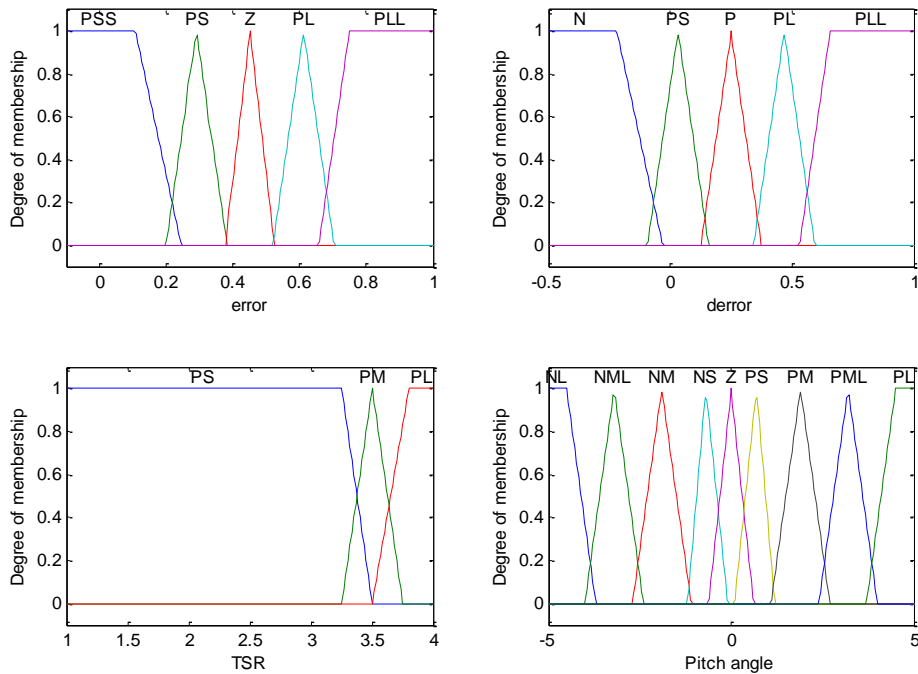 PSS PS Z PL PLL
Degree of membership
1
0.8
0.6
0.4
0.2
0
0 0.2 0.4 0.6 0.8 1
error
N PS P PL PLL
Degree of membership
1
0.8
0.6
0.4
0.2
0
-0.5 0 0.5 1
derror
PS PM PL
Degree of membership
1
0.8
0.6
0.4
0.2
0
1 1.5 2 2.5 3 3.5 4
TSR
NL NML NM NS Z PS PM PML PL
Degree of membership
1
0.8
0.6
0.4
0.2
0
-5 0 5
Pitch angle